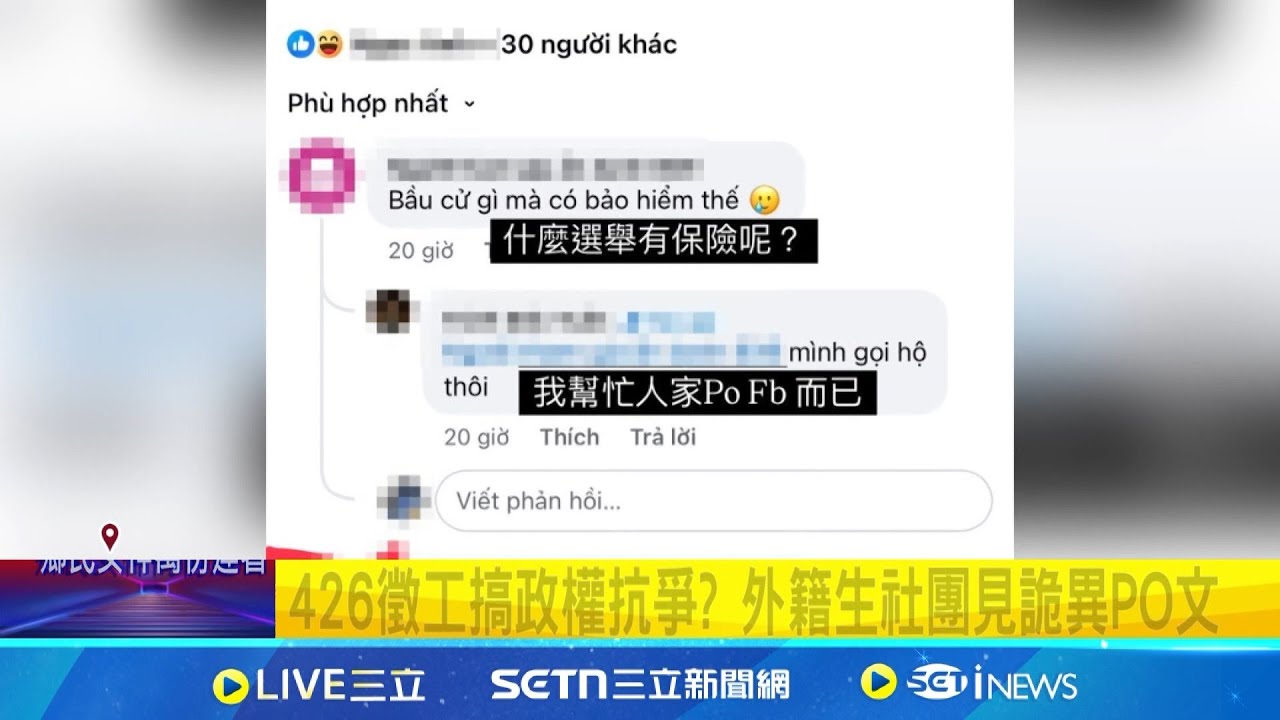 30 người khác
Phù hợp nhất
Bầu cử gì mà có bảo hiểm thế 🥲
什麼選舉有保險呢？
20 giờ
mình gọi hộ
thôi
我幫忙人家Po Fb 而已
20 giờ Thích Trả lời
Viết phản hồi...
426徵工搞政權抗爭? 外籍生社團見詭異PO文
LIVE三立 SETN三立新聞網 SETiNEWS